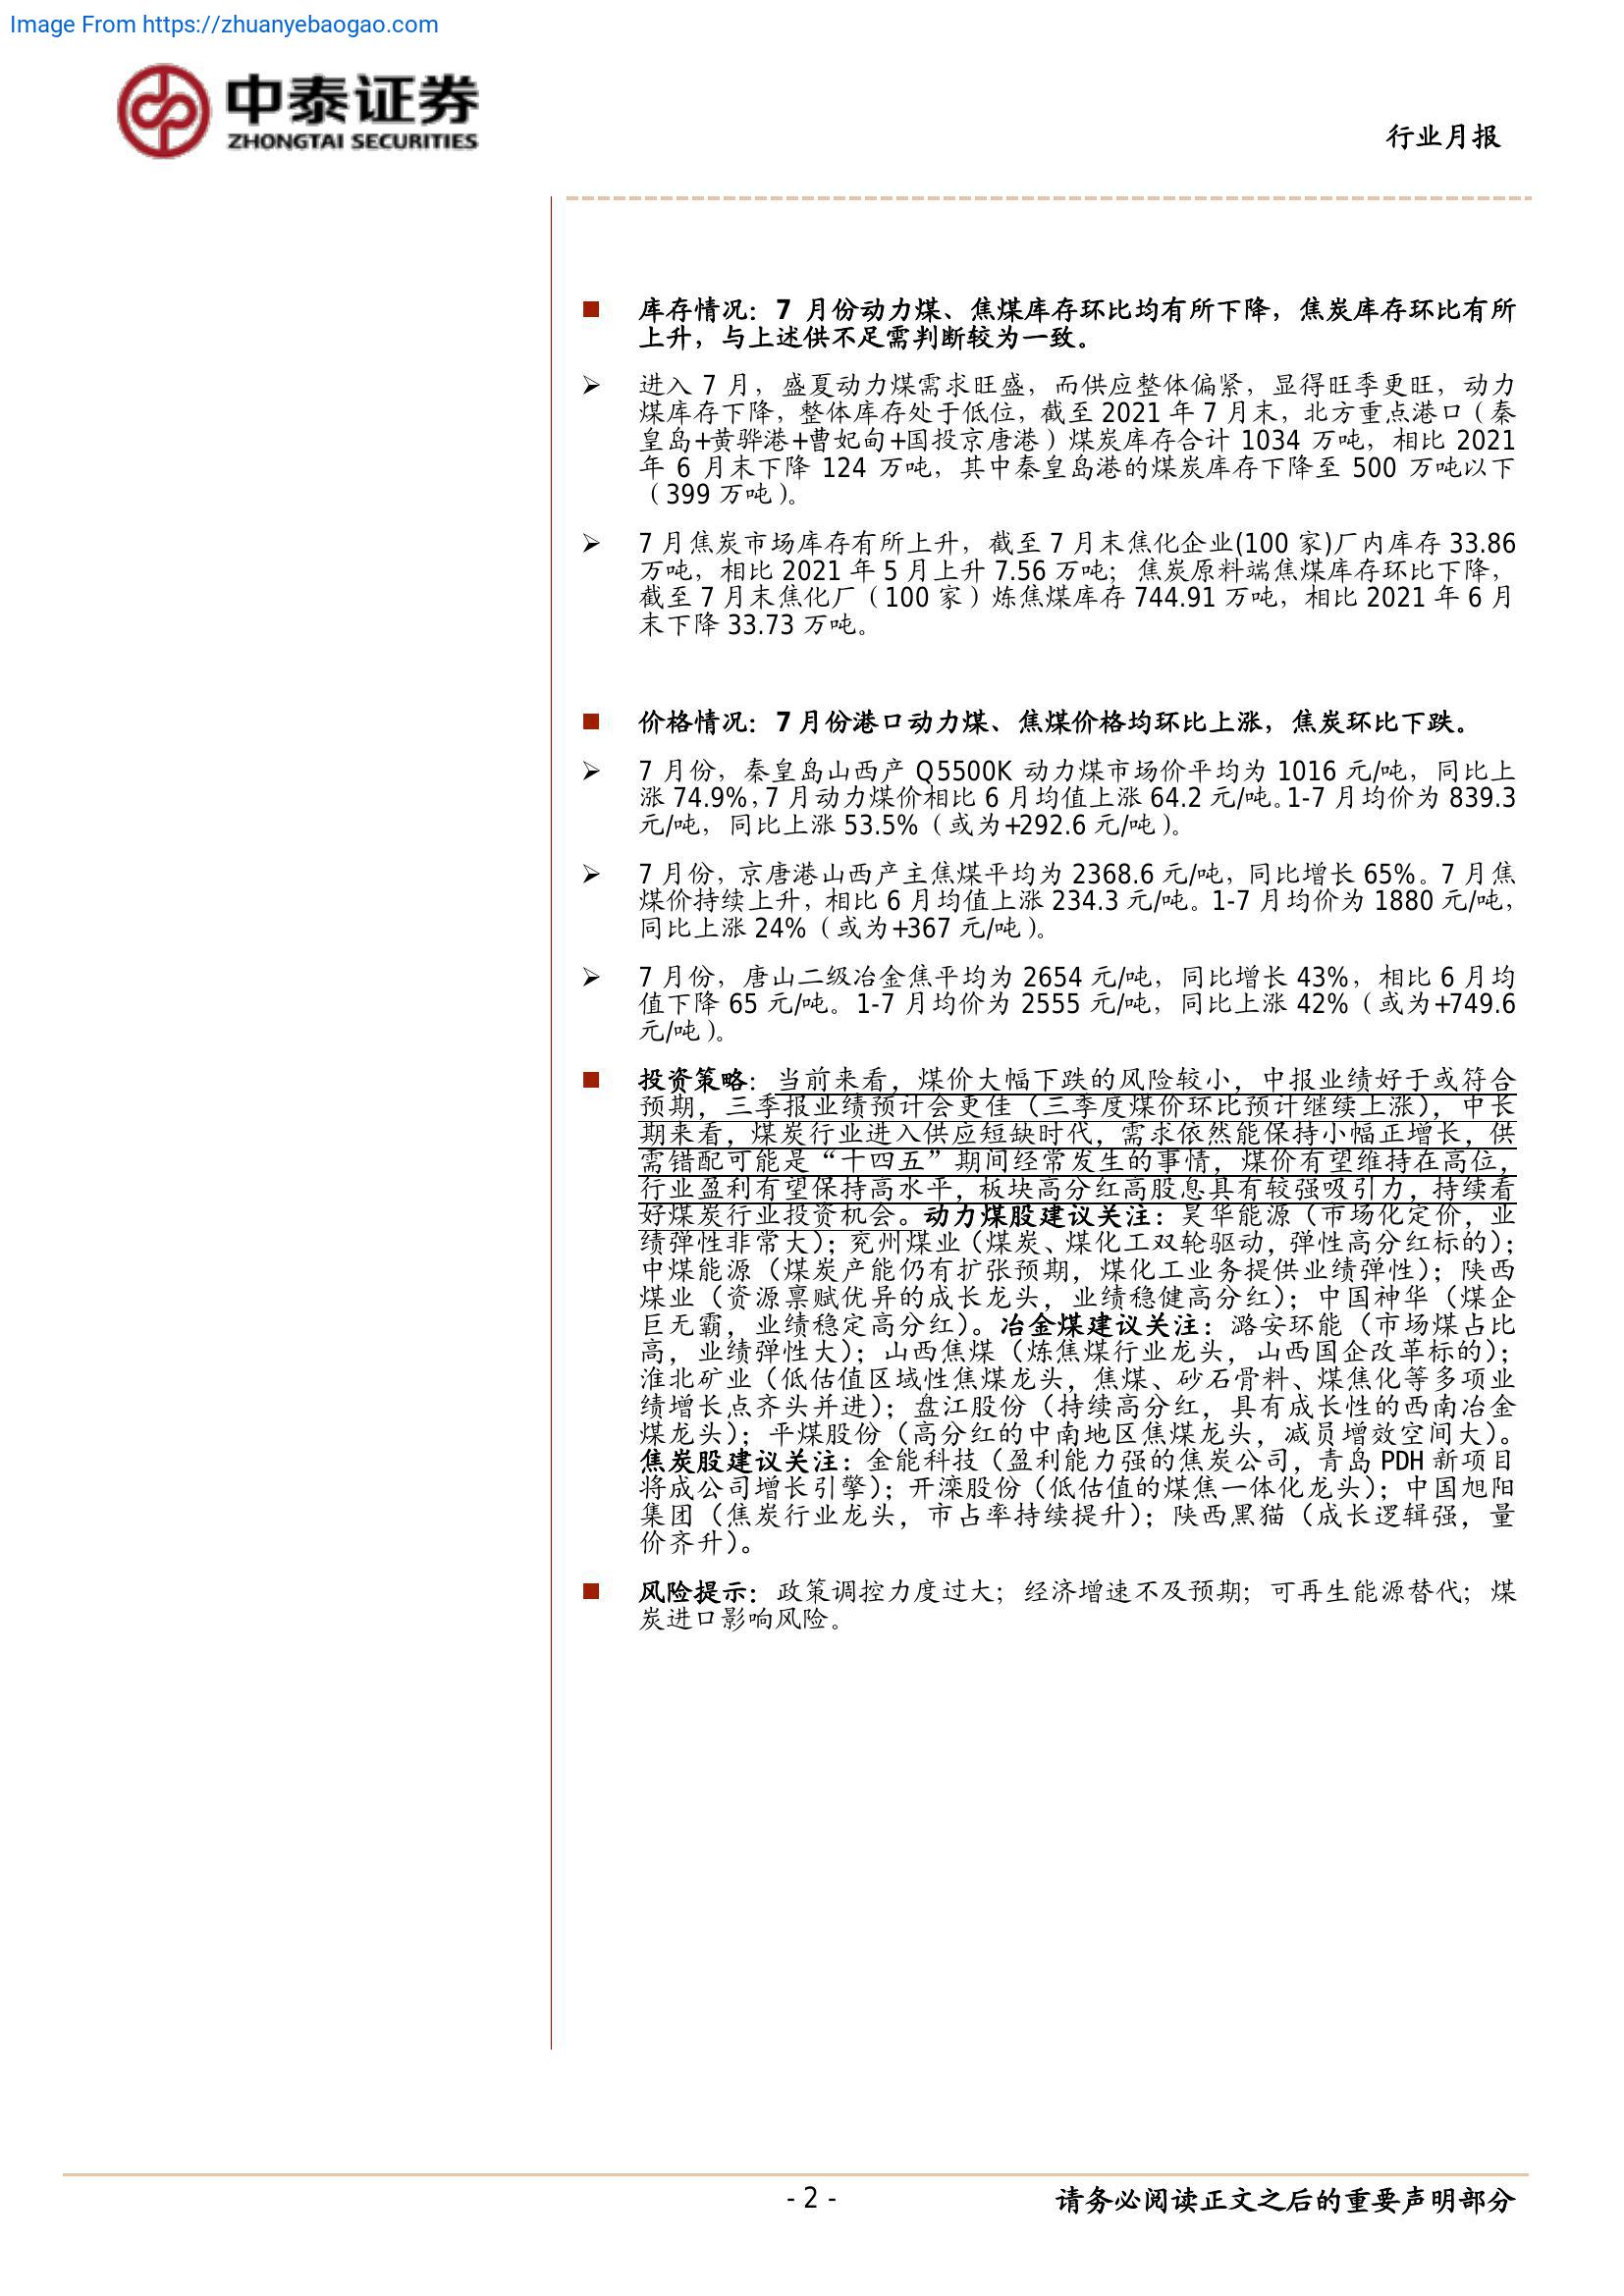 Image From https://zhuanyebaogao.com
中泰证券
ZHONGTAI SECURITIES
行业月报
■ 库存情况：7 月份动力煤、焦煤库存环比均有所下降，焦炭库存环比有所
上升，与上述供不足需判断较为一致。
➢ 进入 7 月，盛夏动力煤需求旺盛，而供应整体偏紧，显得旺季更旺，动力
煤库存下降，整体库存处于低位，截至 2021 年 7 月末，北方重点港口（秦
皇岛+黄骅港+曹妃甸+国投京唐港）煤炭库存合计 1034 万吨，相比 2021
年 6 月末下降 124 万吨，其中秦皇岛港的煤炭库存下降至 500 万吨以下
（399 万吨）。
➢ 7 月焦炭市场库存有所上升，截至 7 月末焦化企业(100 家)厂内库存 33.86
万吨，相比 2021 年 5 月上升 7.56 万吨；焦炭原料端焦煤库存环比下降，
截至 7 月末焦化厂（100 家）炼焦煤库存 744.91 万吨，相比 2021 年 6 月
末下降 33.73 万吨。
■ 价格情况：7 月份港口动力煤、焦煤价格均环比上涨，焦炭环比下跌。
➢ 7 月份，秦皇岛山西产 Q5500K 动力煤市场价平均为 1016 元/吨，同比上
涨 74.9%，7 月动力煤价相比 6 月均值上涨 64.2 元/吨。1-7 月均价为 839.3
元/吨，同比上涨 53.5%（或为+292.6 元/吨）。
➢ 7 月份，京唐港山西产主焦煤平均为 2368.6 元/吨，同比增长 65%。7 月焦
煤价持续上升，相比 6 月均值上涨 234.3 元/吨。1-7 月均价为 1880 元/吨，
同比上涨 24%（或为+367 元/吨）。
➢ 7 月份，唐山二级冶金焦平均为 2654 元/吨，同比增长 43%，相比 6 月均
值下降 65 元/吨。1-7 月均价为 2555 元/吨，同比上涨 42%（或为+749.6
元/吨）。
■ 投资策略：当前来看，煤价大幅下跌的风险较小，中报业绩好于或符合
预期，三季报业绩预计会更佳（三季度煤价环比预计继续上涨），中长
期来看，煤炭行业进入供应短缺时代，需求依然能保持小幅正增长，供
需错配可能是“十四五”期间经常发生的事情，煤价有望维持在高位，
行业盈利有望保持高水平，板块高分红高股息具有较强吸引力，持续看
好煤炭行业投资机会。动力煤股建议关注：昊华能源（市场化定价，业
绩弹性非常大）；兖州煤业（煤炭、煤化工双轮驱动，弹性高分红标的）；
中煤能源（煤炭产能仍有扩张预期，煤化工业务提供业绩弹性）；陕西
煤业（资源禀赋优异的成长龙头，业绩稳健高分红）；中国神华（煤企
巨无霸，业绩稳定高分红）。冶金煤建议关注：潞安环能（市场煤占比
高，业绩弹性大）；山西焦煤（炼焦煤行业龙头，山西国企改革标的）；
淮北矿业（低估值区域性焦煤龙头，焦煤、砂石骨料、煤焦化等多项业
绩增长点齐头并进）；盘江股份（持续高分红，具有成长性的西南冶金
煤龙头）；平煤股份（高分红的中南地区焦煤龙头，减员增效空间大）。
焦炭股建议关注：金能科技（盈利能力强的焦炭公司，青岛 PDH 新项目
将成公司增长引擎）；开滦股份（低估值的煤焦一体化龙头）；中国旭阳
集团（焦炭行业龙头，市占率持续提升）；陕西黑猫（成长逻辑强，量
价齐升）。
■ 风险提示：政策调控力度过大；经济增速不及预期；可再生能源替代；煤
炭进口影响风险。
- 2 -
请务必阅读正文之后的重要声明部分